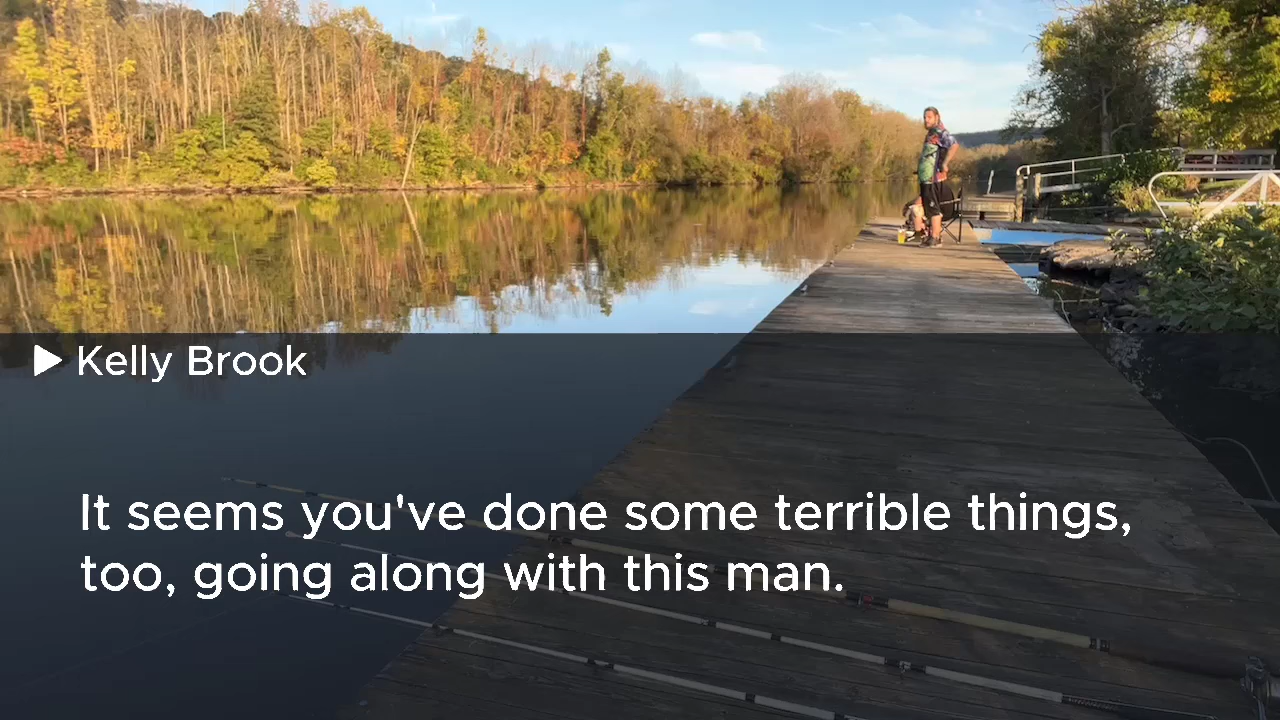 Kelly Brook
It seems you've done some terrible things,
too, going along with this man.